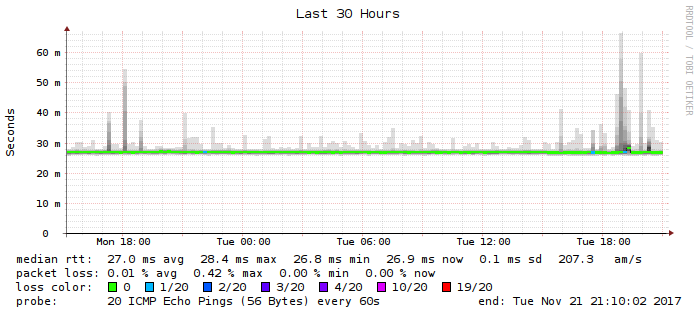 Last 30 Hours
RRDTOOL / TOBI OETIKER
Seconds
60 m
50 m
40 m
30 m
20 m
10 m
0
Mon 18:00 Tue 00:00 Tue 06:00 Tue 12:00 Tue 18:00
median rtt: 27.0 ms avg 28.4 ms max 26.8 ms min 26.9 ms now 0.1 ms sd 207.3 am/s
packet loss: 0.01 % avg 0.42 % max 0.00 % min 0.00 % now
loss color: 0 1/20 2/20 3/20 4/20 10/20 19/20
probe: 20 ICMP Echo Pings (56 Bytes) every 60s end: Tue Nov 21 21:10:02 2017